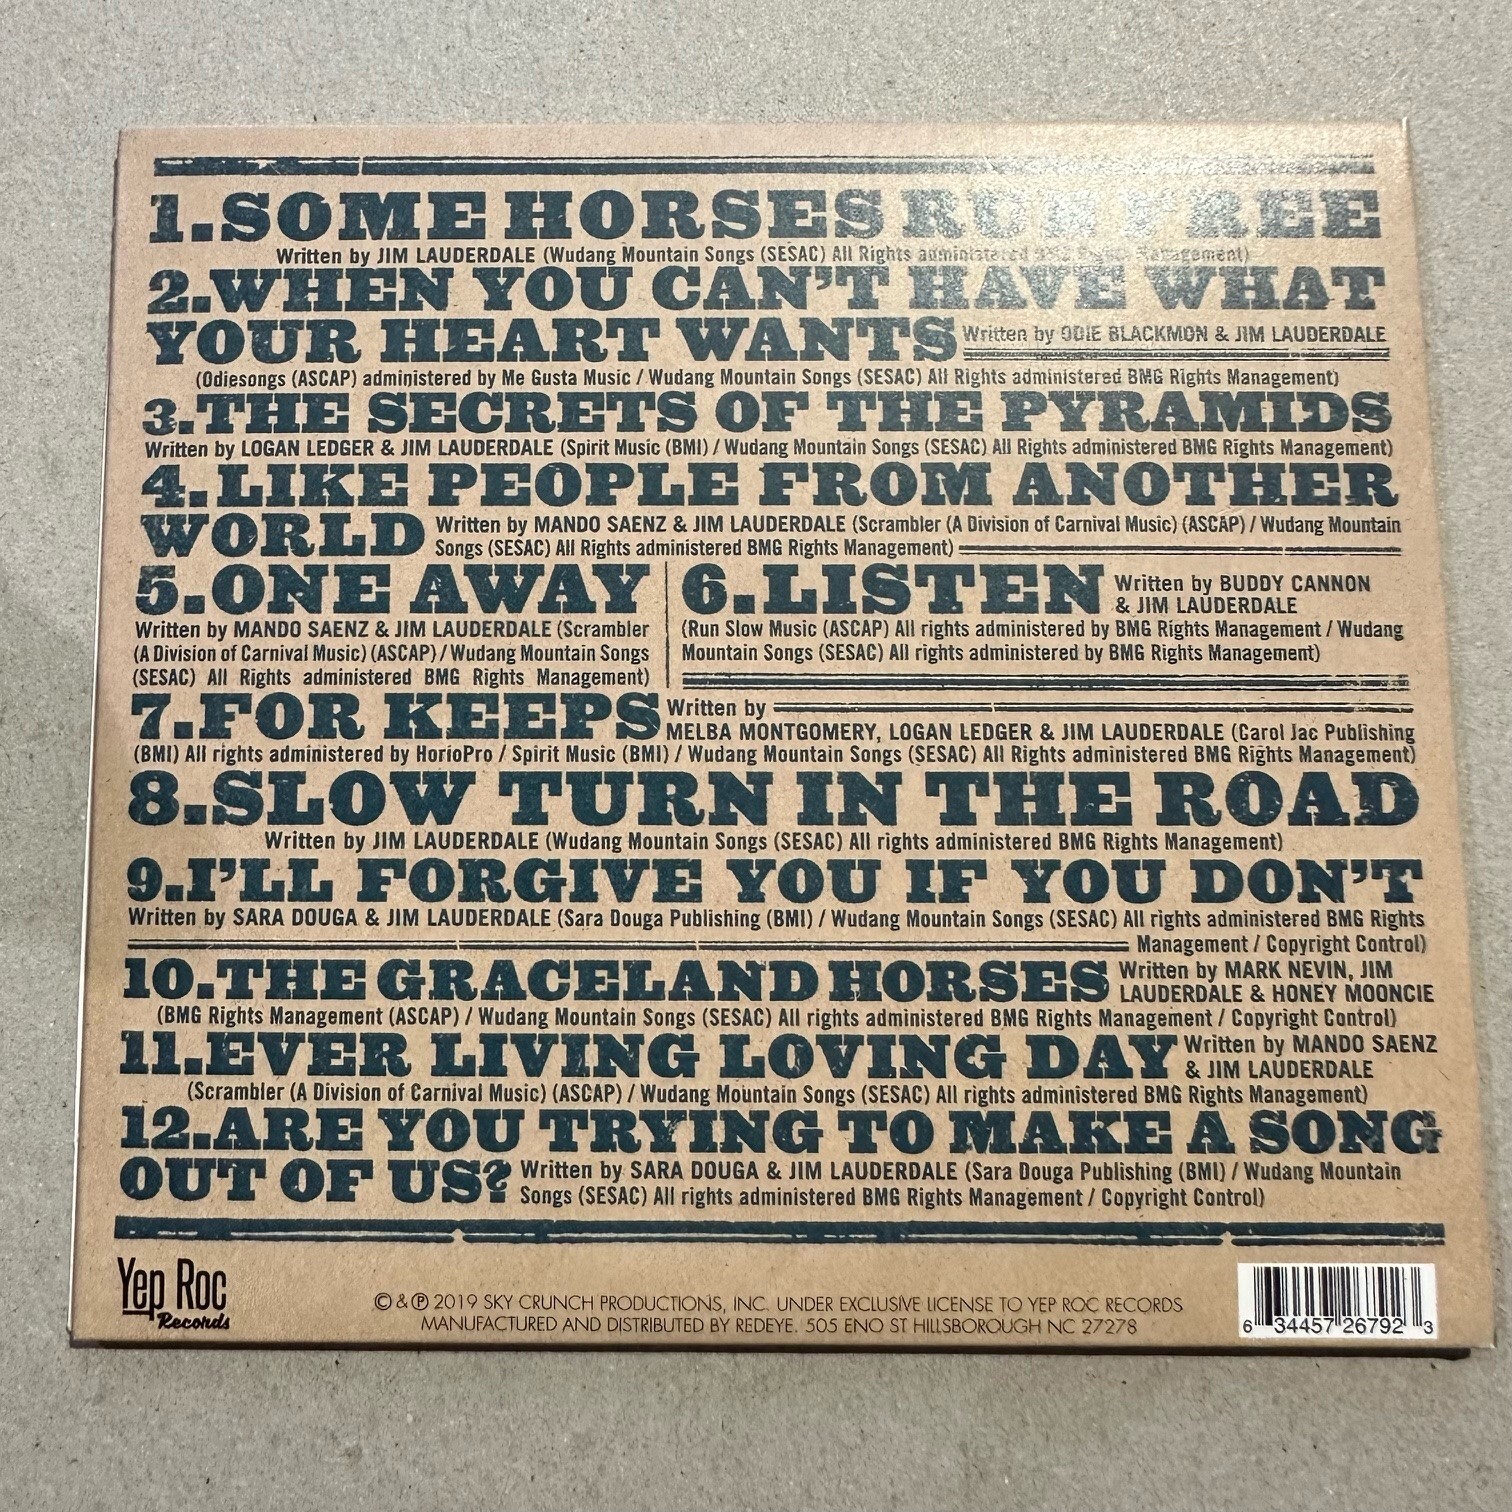 1.SOME HORSES RUN FREE
Written by JIM LAUDERDALE (Wudang Mountain Songs (SESAC) All Rights administered BMG Rights Management)
2.WHEN YOU CAN'T HAVE WHAT
YOUR HEART WANTS Written by ODIE BLACKMON & JIM LAUDERDALE
(Odiesongs (ASCAP) administered by Me Gusta Music / Wudang Mountain Songs (SESAC) All Rights administered BMG Rights Management)
3.THE SECRETS OF THE PYRAMIDS
Written by LOGAN LEDGER & JIM LAUDERDALE (Spirit Music (BMI) / Wudang Mountain Songs (SESAC) All Rights administered BMG Rights Management)
4.LIKE PEOPLE FROM ANOTHER
WORLD Written by MANDO SAENZ & JIM LAUDERDALE (Scrambler (A Division of Carnival Music) (ASCAP) / Wudang Mountain
Songs (SESAC) All Rights administered BMG Rights Management)
5.ONE AWAY
Written by MANDO SAENZ & JIM LAUDERDALE (Scrambler
(A Division of Carnival Music) (ASCAP) / Wudang Mountain Songs
(SESAC) All Rights administered BMG Rights Management)
6.LISTEN Written by BUDDY CANNON
& JIM LAUDERDALE
(Run Slow Music (ASCAP) All rights administered by BMG Rights Management / Wudang
Mountain Songs (SESAC) All rights administered by BMG Rights Management)
7.FOR KEEPS Written by
MELBA MONTGOMERY, LOGAN LEDGER & JIM LAUDERDALE (Carol Jac Publishing
(BMI) All rights administered by HorioPro / Spirit Music (BMI) / Wudang Mountain Songs (SESAC) All Rights administered BMG Rights Management)
8.SLOW TURN IN THE ROAD
Written by JIM LAUDERDALE (Wudang Mountain Songs (SESAC) All rights administered BMG Rights Management)
9.I'LL FORGIVE YOU IF YOU DON'T
Written by SARA DOUGA & JIM LAUDERDALE (Sara Douga Publishing (BMI) / Wudang Mountain Songs (SESAC) All rights administered BMG Rights
Management / Copyright Control)
10.THE GRACELAND HORSES Written by MARK NEVIN, JIM
LAUDERDALE & HONEY MOONCIE
(BMG Rights Management (ASCAP) / Wudang Mountain Songs (SESAC) All rights administered BMG Rights Management / Copyright Control)
11.EVER LIVING LOVING DAY Written by MANDO SAENZ
& JIM LAUDERDALE
(Scrambler (A Division of Carnival Music) (ASCAP) / Wudang Mountain Songs (SESAC) All rights administered BMG Rights Management)
12.ARE YOU TRYING TO MAKE A SONG
OUT OF US? Written by SARA DOUGA & JIM LAUDERDALE (Sara Douga Publishing (BMI) / Wudang Mountain
Songs (SESAC) All rights administered BMG Rights Management / Copyright Control)
Yep Roc
Records
© & ℗ 2019 SKY CRUNCH PRODUCTIONS, INC. UNDER EXCLUSIVE LICENSE TO YEP ROC RECORDS
MANUFACTURED AND DISTRIBUTED BY REDEYE. 505 ENO ST HILLSBOROUGH NC 27278
6 34457 26792 3